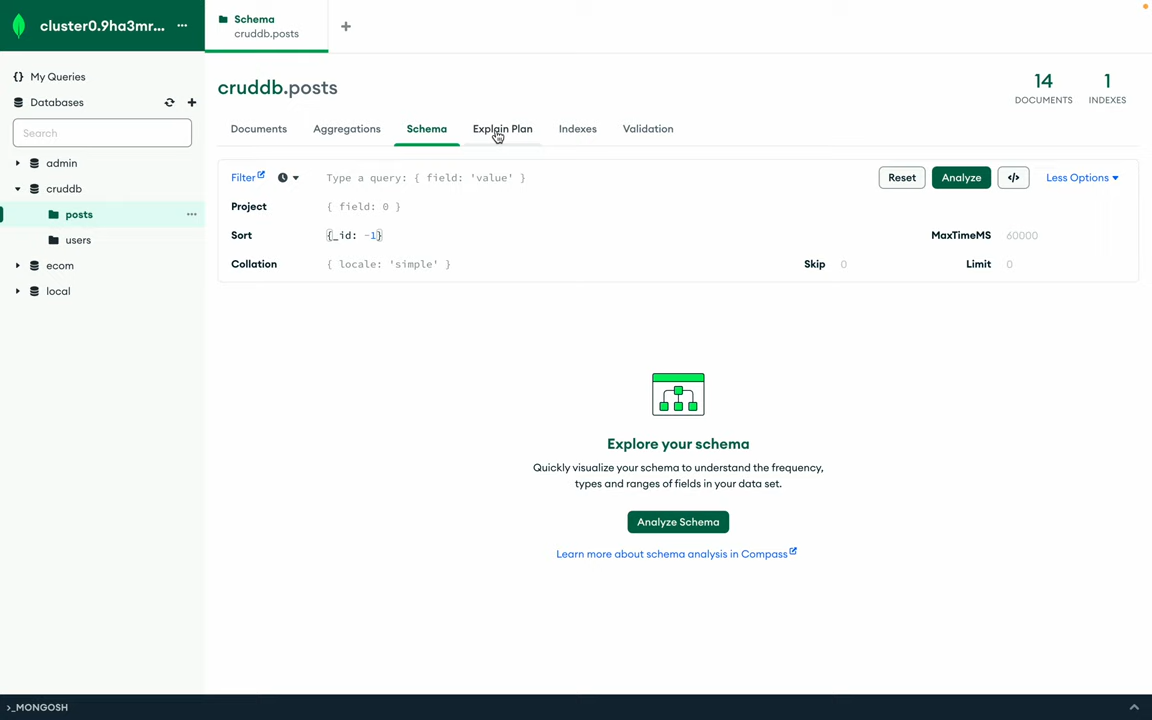 cluster0.9ha3mr... ...
Schema
cruddb.posts
+
{} My Queries
Databases
+
Search
admin
cruddb
posts ...
users
ecom
local
cruddb.posts
14
DOCUMENTS
1
INDEXES
Documents Aggregations Schema Explain Plan Indexes Validation
Filter Type a query: { field: 'value' } Reset Analyze </> Less Options
Project { field: 0 }
Sort {_id: -1} MaxTimeMS 60000
Collation { locale: 'simple' } Skip 0 Limit 0
Explore your schema
Quickly visualize your schema to understand the frequency,
types and ranges of fields in your data set.
Analyze Schema
Learn more about schema analysis in Compass
>_MONGOSH